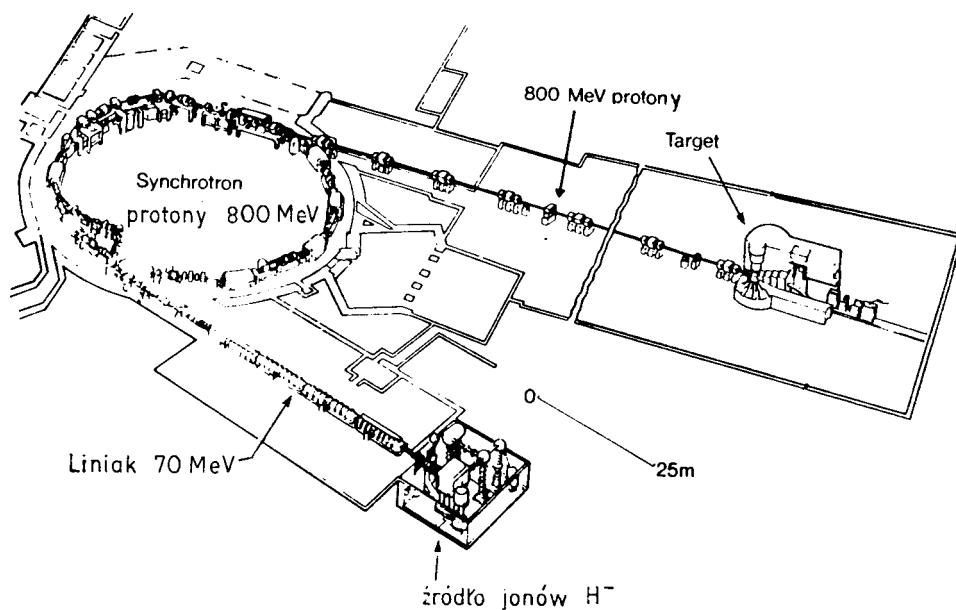 800 MeV protony
Target
Synchrotron
protony 800 MeV
0
25m
Liniak 70 MeV
źródło jonów H⁻